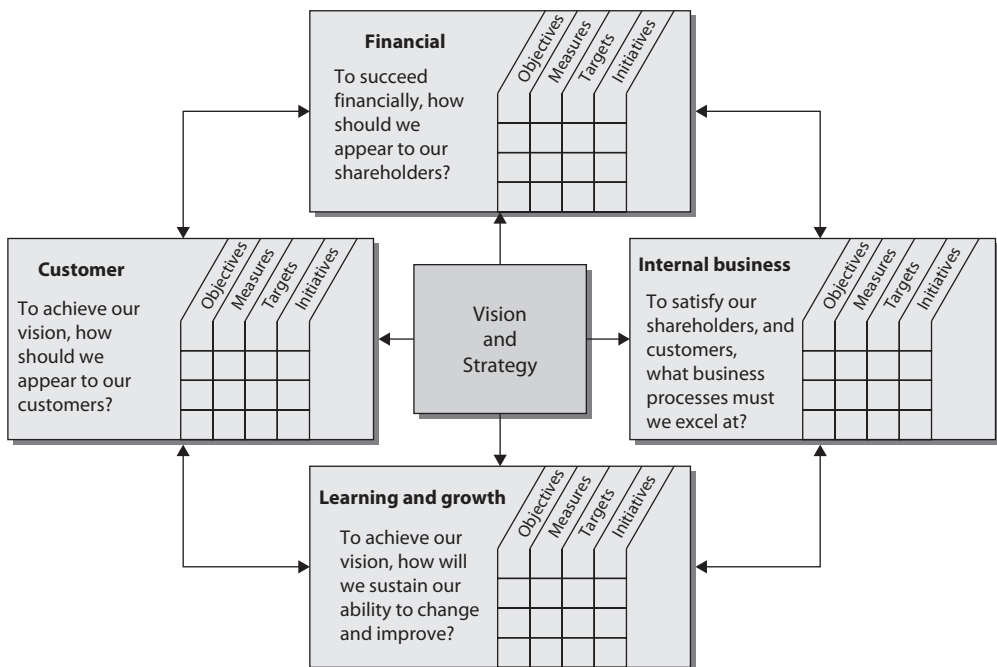 Financial
To succeed
financially, how
should we
appear to our
shareholders?
Objectives
Measures
Targets
Initiatives
Customer
To achieve our
vision, how
should we
appear to our
customers?
Objectives
Measures
Targets
Initiatives
Vision
and
Strategy
Internal business
To satisfy our
shareholders, and
customers,
what business
processes must
we excel at?
Objectives
Measures
Targets
Initiatives
Learning and growth
To achieve our
vision, how will
we sustain our
ability to change
and improve?
Objectives
Measures
Targets
Initiatives